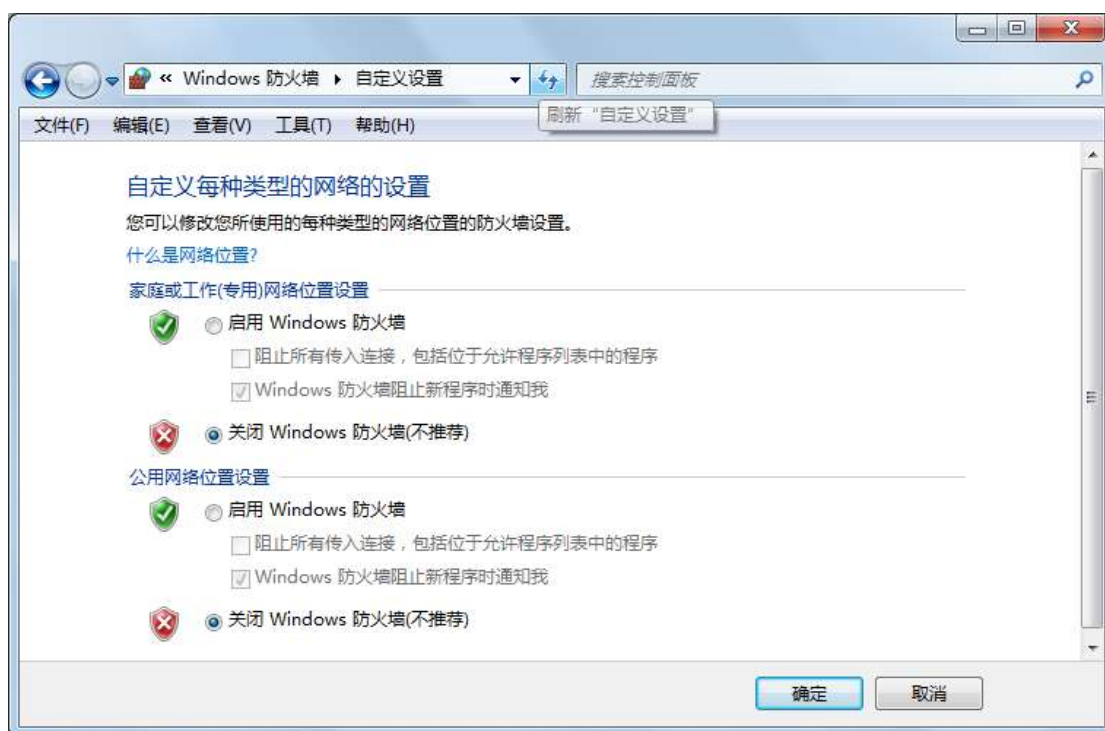 « Windows 防火墙 ▸ 自定义设置
搜索控制面板
刷新 "自定义设置"
文件(F) 编辑(E) 查看(V) 工具(T) 帮助(H)
自定义每种类型的网络的设置
您可以修改您所使用的每种类型的网络位置的防火墙设置。
什么是网络位置?
家庭或工作(专用)网络位置设置
启用 Windows 防火墙
阻止所有传入连接，包括位于允许程序列表中的程序
Windows 防火墙阻止新程序时通知我
关闭 Windows 防火墙(不推荐)
公用网络位置设置
启用 Windows 防火墙
阻止所有传入连接，包括位于允许程序列表中的程序
Windows 防火墙阻止新程序时通知我
关闭 Windows 防火墙(不推荐)
确定 取消